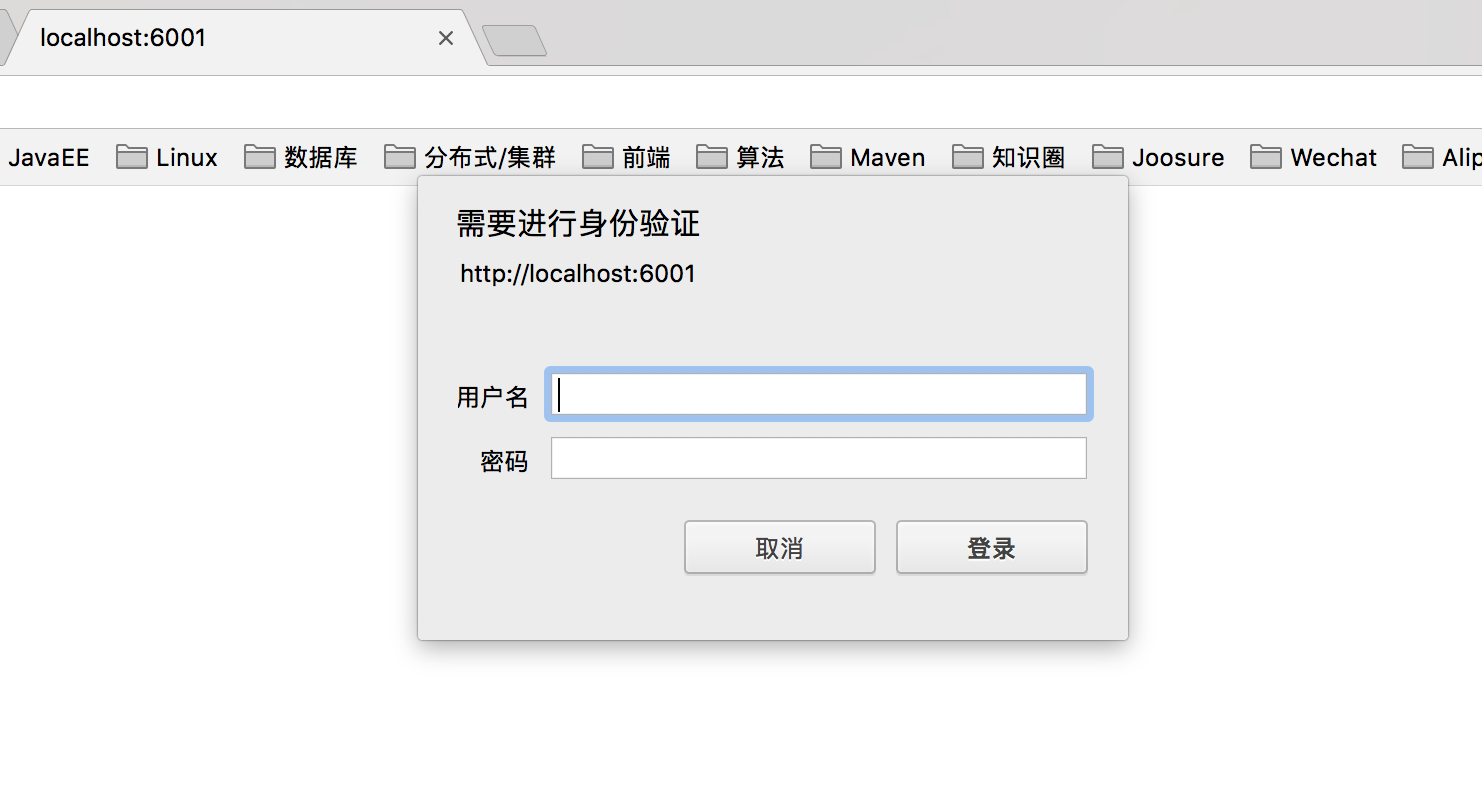 localhost:6001
JavaEE Linux 数据库 分布式/集群 前端 算法 Maven 知识圈 Joosure Wechat Alip
需要进行身份验证
http://localhost:6001
用户名
密码
取消 登录